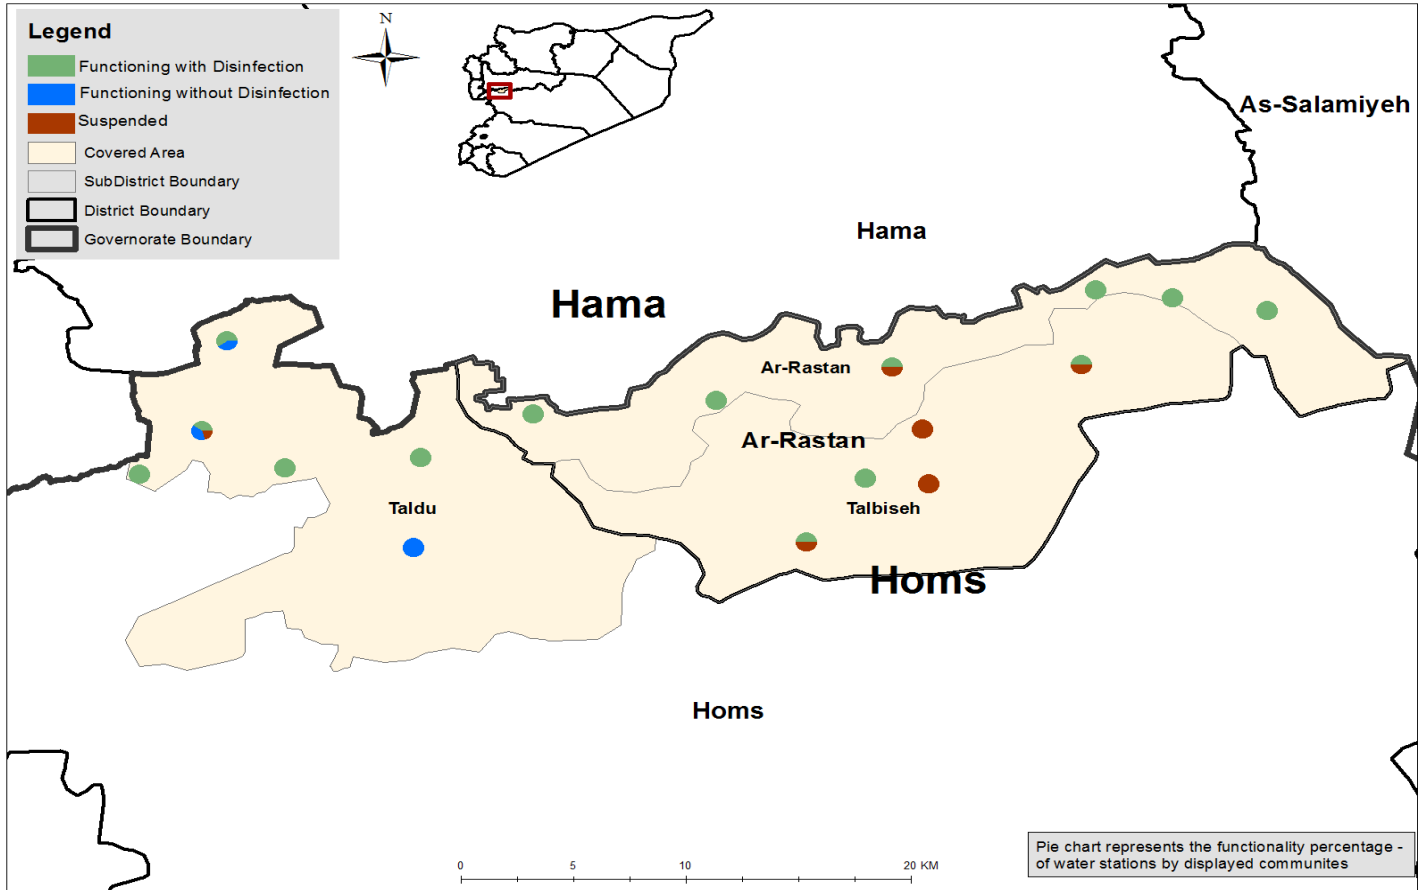 Legend
Functioning with Disinfection
Functioning without Disinfection
Suspended
Covered Area
SubDistrict Boundary
District Boundary
Governorate Boundary
N
As-Salamiyeh
Hama
Hama
Ar-Rastan
Ar-Rastan
Taldu
Talbiseh
Homs
Homs
Pie chart represents the functionality percentage -
of water stations by displayed communites
0 5 10 20 KM